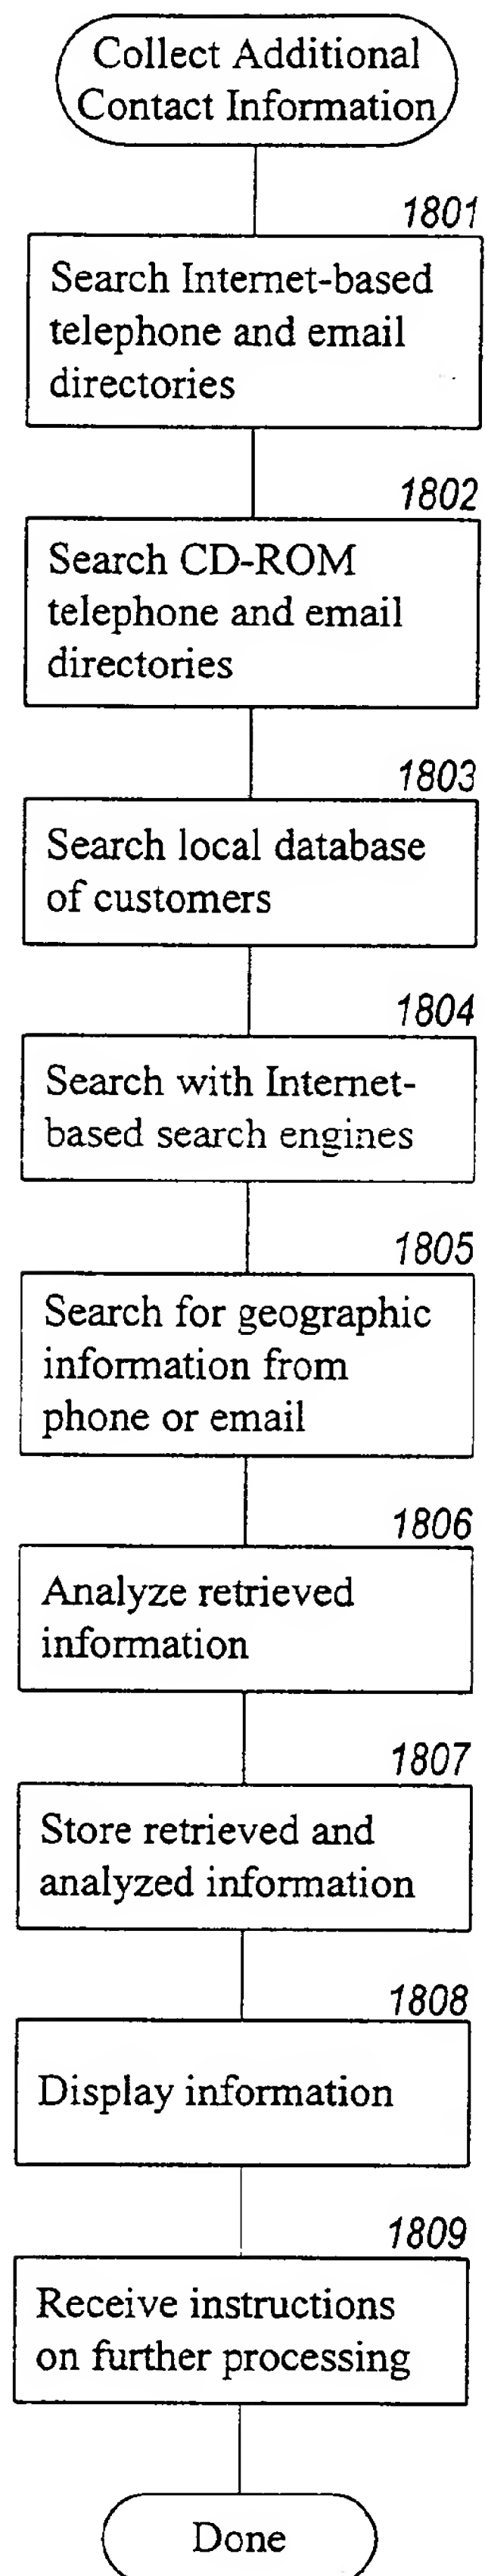 Collect Additional
Contact Information
1801
Search Internet-based
telephone and email
directories
1802
Search CD-ROM
telephone and email
directories
1803
Search local database
of customers
1804
Search with Internet-
based search engines
1805
Search for geographic
information from
phone or email
1806
Analyze retrieved
information
1807
Store retrieved and
analyzed information
1808
Display information
1809
Receive instructions
on further processing
Done